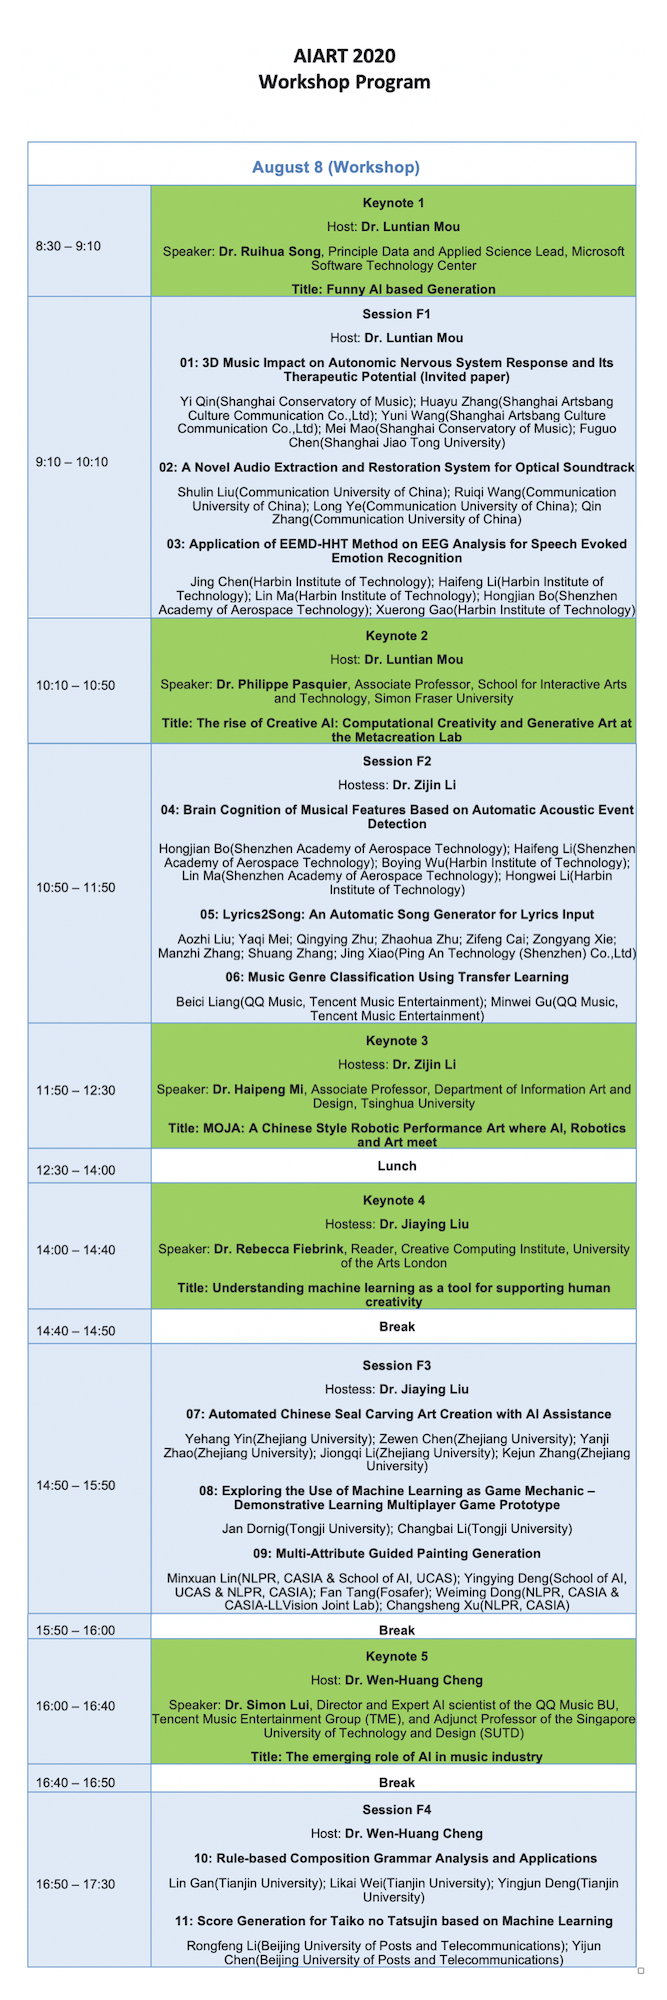 AIART 2020
Workshop Program
August 8 (Workshop)
8:30 – 9:10
Keynote 1
Host: Dr. Luntian Mou
Speaker: Dr. Ruihua Song, Principle Data and Applied Science Lead, Microsoft
Software Technology Center
Title: Funny AI based Generation
9:10 – 10:10
Session F1
Host: Dr. Luntian Mou
01: 3D Music Impact on Autonomic Nervous System Response and Its
Therapeutic Potential (Invited paper)
Yi Qin(Shanghai Conservatory of Music); Huayu Zhang(Shanghai Artsbang
Culture Communication Co.,Ltd); Yuni Wang(Shanghai Artsbang Culture
Communication Co.,Ltd); Mei Mao(Shanghai Conservatory of Music); Fuguo
Chen(Shanghai Jiao Tong University)
02: A Novel Audio Extraction and Restoration System for Optical Soundtrack
Shulin Liu(Communication University of China); Ruiqi Wang(Communication
University of China); Long Ye(Communication University of China); Qin
Zhang(Communication University of China)
03: Application of EEMD-HHT Method on EEG Analysis for Speech Evoked
Emotion Recognition
Jing Chen(Harbin Institute of Technology); Haifeng Li(Harbin Institute of
Technology); Lin Ma(Harbin Institute of Technology); Hongjian Bo(Shenzhen
Academy of Aerospace Technology); Xuerong Gao(Harbin Institute of Technology)
10:10 – 10:50
Keynote 2
Host: Dr. Luntian Mou
Speaker: Dr. Philippe Pasquier, Associate Professor, School for Interactive Arts
and Technology, Simon Fraser University
Title: The rise of Creative AI: Computational Creativity and Generative Art at
the Metacreation Lab
10:50 – 11:50
Session F2
Hostess: Dr. Zijin Li
04: Brain Cognition of Musical Features Based on Automatic Acoustic Event
Detection
Hongjian Bo(Shenzhen Academy of Aerospace Technology); Haifeng Li(Shenzhen
Academy of Aerospace Technology); Boying Wu(Harbin Institute of Technology);
Lin Ma(Shenzhen Academy of Aerospace Technology); Hongwei Li(Harbin
Institute of Technology)
05: Lyrics2Song: An Automatic Song Generator for Lyrics Input
Aozhi Liu; Yaqi Mei; Qingying Zhu; Zhaohua Zhu; Zifeng Cai; Zongyang Xie;
Manzhi Zhang; Shuang Zhang; Jing Xiao(Ping An Technology (Shenzhen) Co.,Ltd)
06: Music Genre Classification Using Transfer Learning
Beici Liang(QQ Music, Tencent Music Entertainment); Minwei Gu(QQ Music,
Tencent Music Entertainment)
11:50 – 12:30
Keynote 3
Hostess: Dr. Zijin Li
Speaker: Dr. Haipeng Mi, Associate Professor, Department of Information Art and
Design, Tsinghua University
Title: MOJA: A Chinese Style Robotic Performance Art where AI, Robotics
and Art meet
12:30 – 14:00
Lunch
14:00 – 14:40
Keynote 4
Hostess: Dr. Jiaying Liu
Speaker: Dr. Rebecca Fiebrink, Reader, Creative Computing Institute, University
of the Arts London
Title: Understanding machine learning as a tool for supporting human
creativity
14:40 – 14:50
Break
14:50 – 15:50
Session F3
Hostess: Dr. Jiaying Liu
07: Automated Chinese Seal Carving Art Creation with AI Assistance
Yehang Yin(Zhejiang University); Zewen Chen(Zhejiang University); Yanji
Zhao(Zhejiang University); Jiongqi Li(Zhejiang University); Kejun Zhang(Zhejiang
University)
08: Exploring the Use of Machine Learning as Game Mechanic –
Demonstrative Learning Multiplayer Game Prototype
Jan Dornig(Tongji University); Changbai Li(Tongji University)
09: Multi-Attribute Guided Painting Generation
Minxuan Lin(NLPR, CASIA & School of AI, UCAS); Yingying Deng(School of AI,
UCAS & NLPR, CASIA); Fan Tang(Fosafer); Weiming Dong(NLPR, CASIA &
CASIA-LLVision Joint Lab); Changsheng Xu(NLPR, CASIA)
15:50 – 16:00
Break
16:00 – 16:40
Keynote 5
Host: Dr. Wen-Huang Cheng
Speaker: Dr. Simon Lui, Director and Expert AI scientist of the QQ Music BU,
Tencent Music Entertainment Group (TME), and Adjunct Professor of the Singapore
University of Technology and Design (SUTD)
Title: The emerging role of AI in music industry
16:40 – 16:50
Break
16:50 – 17:30
Session F4
Host: Dr. Wen-Huang Cheng
10: Rule-based Composition Grammar Analysis and Applications
Lin Gan(Tianjin University); Likai Wei(Tianjin University); Yingjun Deng(Tianjin
University)
11: Score Generation for Taiko no Tatsujin based on Machine Learning
Rongfeng Li(Beijing University of Posts and Telecommunications); Yijun
Chen(Beijing University of Posts and Telecommunications)